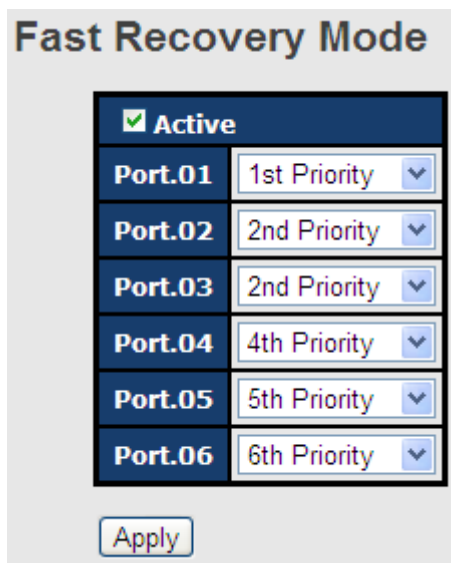 Fast Recovery Mode
Active
Port.01 1st Priority
Port.02 2nd Priority
Port.03 2nd Priority
Port.04 4th Priority
Port.05 5th Priority
Port.06 6th Priority
Apply